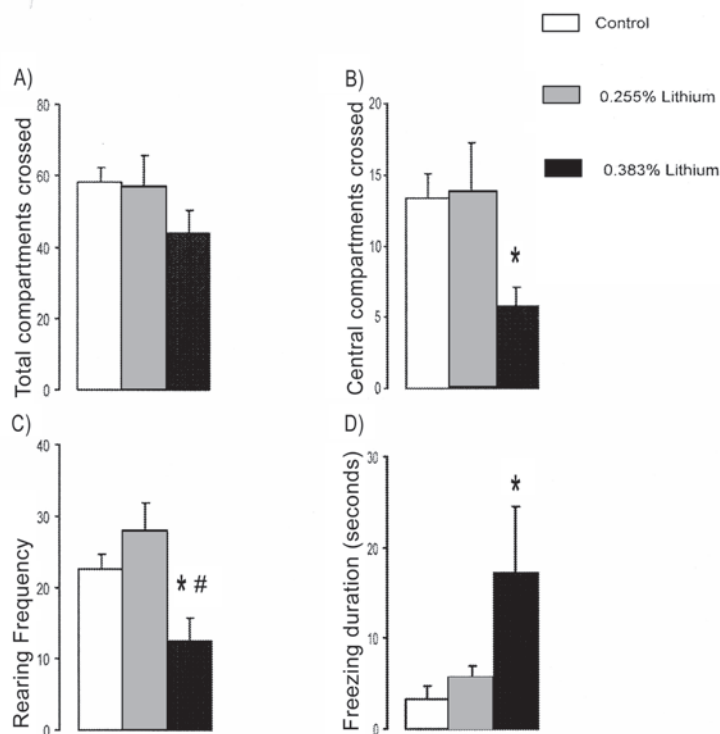 Control
0.255% Lithium
0.383% Lithium
A)
Total compartments crossed
80
60
40
20
0
B)
Central compartments crossed
20
15
10
5
0
*
C)
Rearing Frequency
40
30
20
10
0
* #
D)
Freezing duration (seconds)
30
20
10
0
*